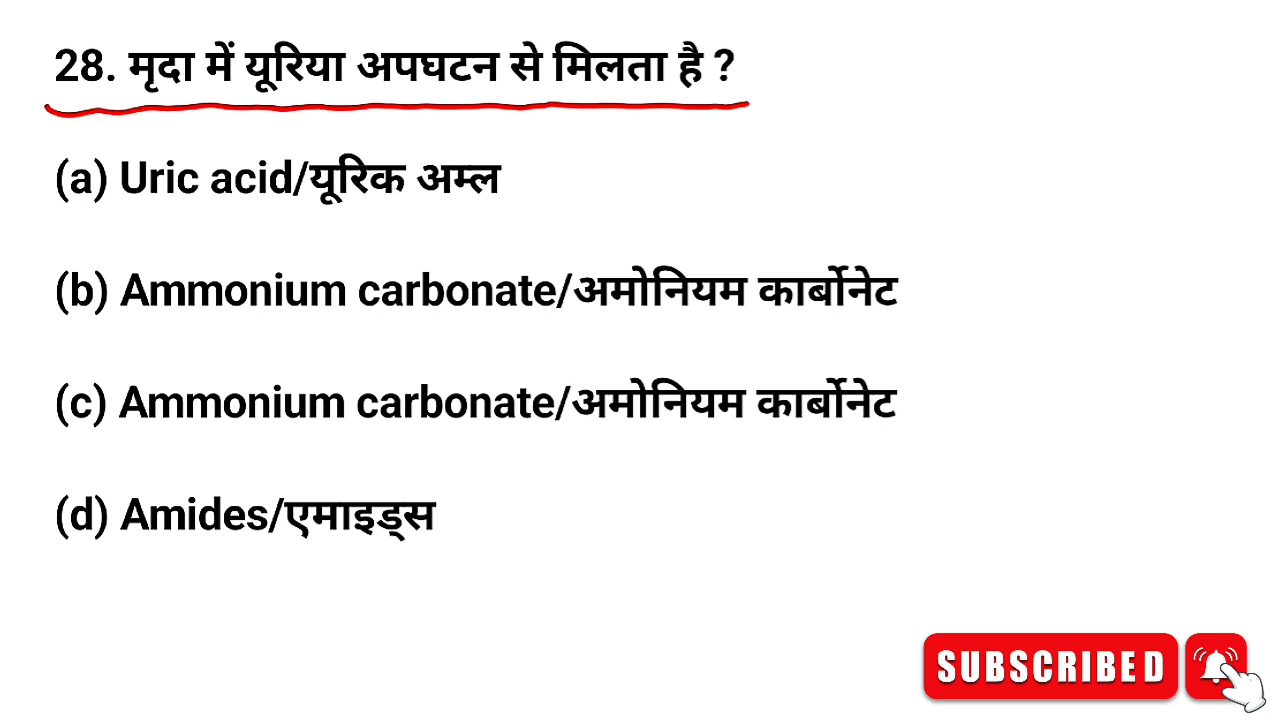 28. मृदा में यूरिया अपघटन से मिलता है ?
(a) Uric acid/यूरिक अम्ल
(b) Ammonium carbonate/अमोनियम कार्बोनेट
(c) Ammonium carbonate/अमोनियम कार्बोनेट
(d) Amides/एमाइड्स
SUBSCRIBED